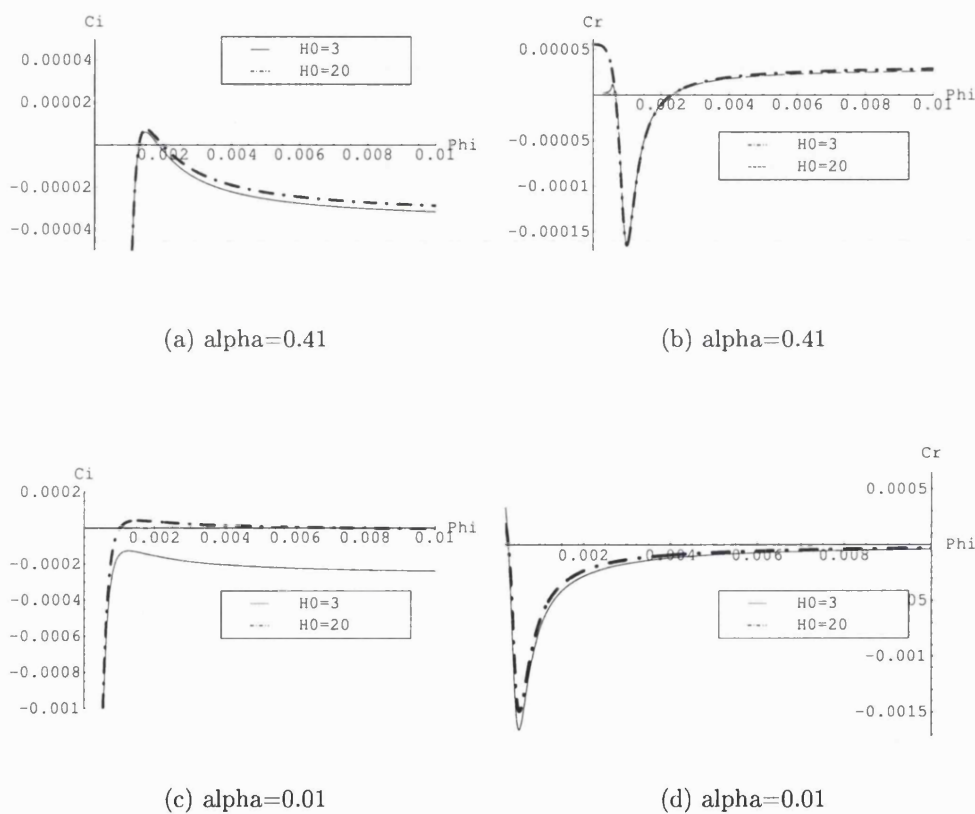 Ci
0.00004
0.00002
-0.00002
-0.00004
H0=3
H0=20
Phi
0.002 0.004 0.006 0.008 0.01
(a) alpha=0.41
Cr
0.00005
-0.00005
-0.0001
-0.00015
Phi
0.002 0.004 0.006 0.008 0.01
H0=3
H0=20
(b) alpha=0.41
Ci
0.0002
-0.0002
-0.0004
-0.0006
-0.0008
-0.001
Phi
0.002 0.004 0.006 0.008 0.01
H0=3
H0=20
(c) alpha=0.01
Cr
0.0005
Phi
0.002 0.004 0.006 0.008 0.01
H0=3
H0=20
05
-0.001
-0.0015
(d) alpha=0.01